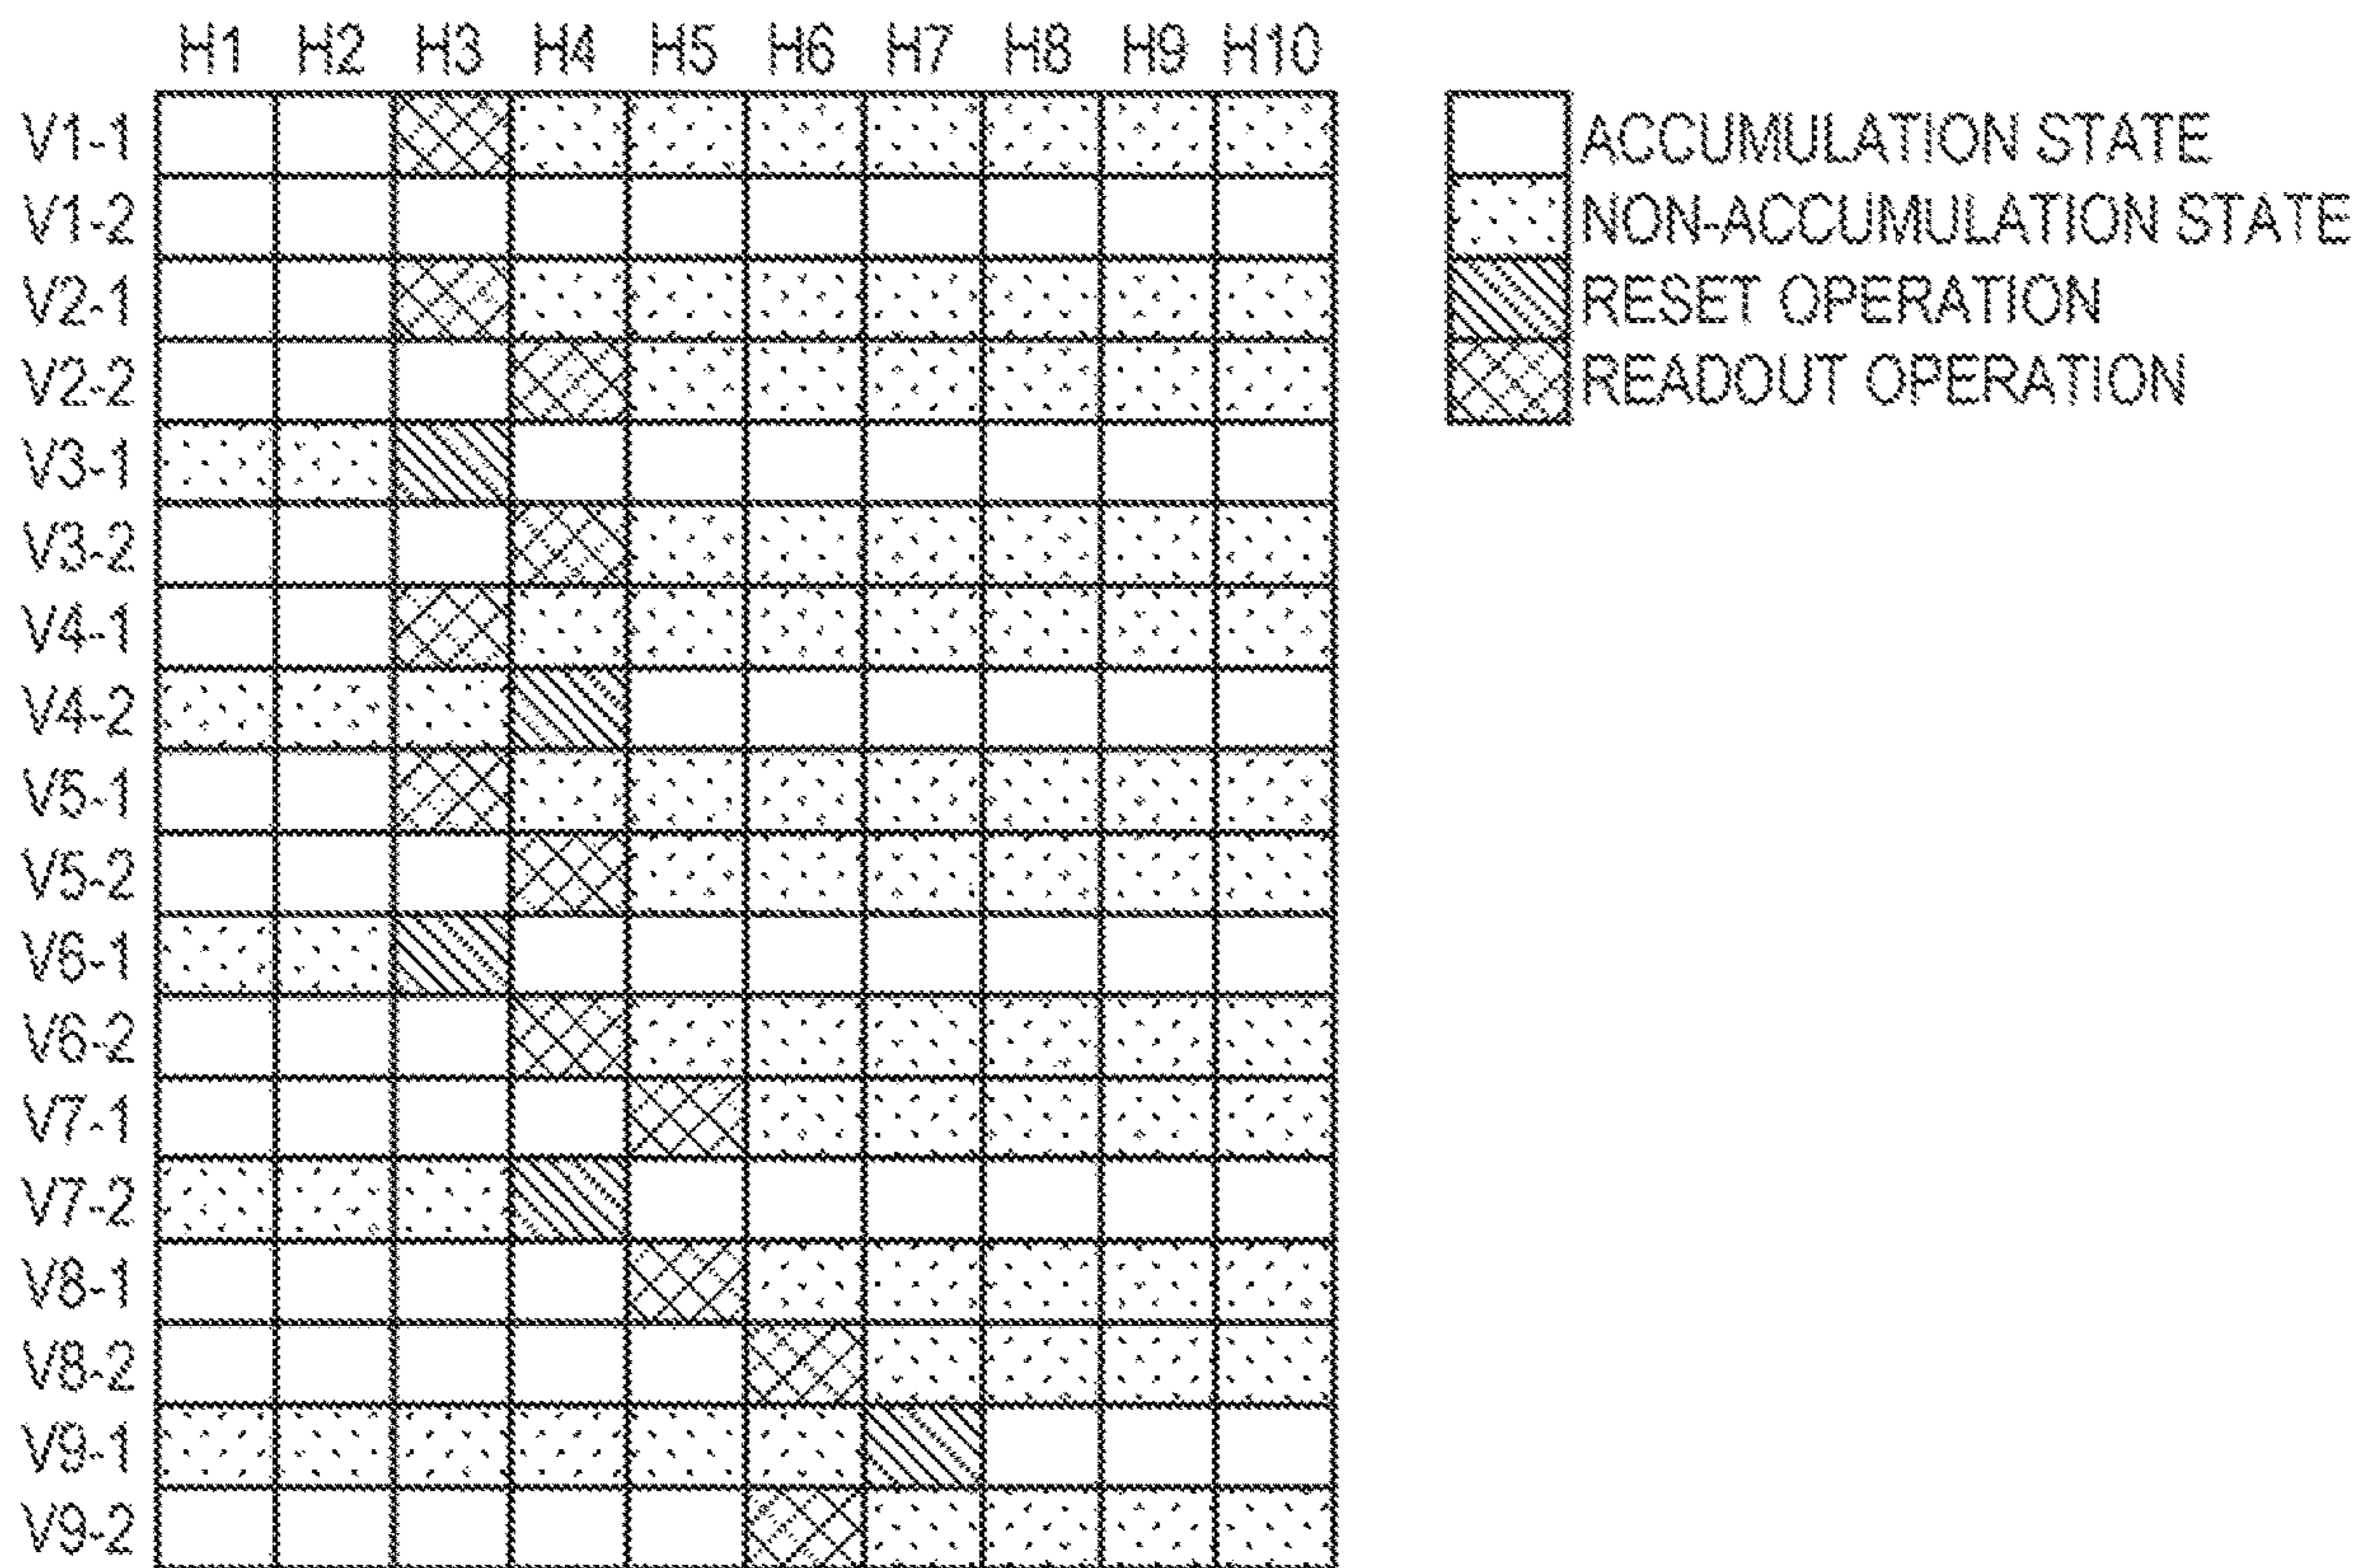 H1 H2 H3 H4 H5 H6 H7 H8 H9 H10
V1-1
V1-2
V2-1
V2-2
V3-1
V3-2
V4-1
V4-2
V5-1
V5-2
V6-1
V6-2
V7-1
V7-2
V8-1
V8-2
V9-1
V9-2
ACCUMULATION STATE
NON-ACCUMULATION STATE
RESET OPERATION
READOUT OPERATION